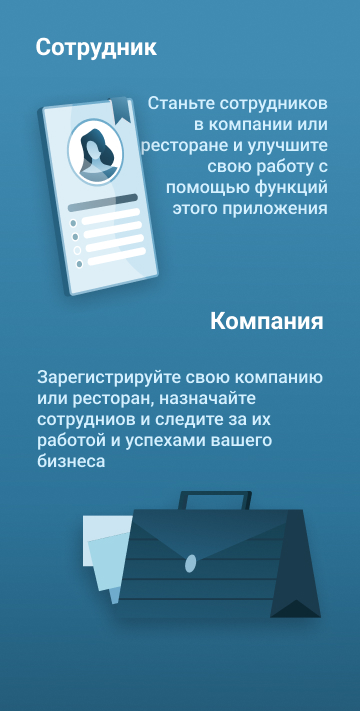 Сотрудник
Станьте сотрудников
в компании или
ресторане и улучшите
свою работу с
помощью функций
этого приложения
Компания
Зарегистрируйте свою компанию
или ресторан, назначайте
сотрудниов и следите за их
работой и успехами вашего
бизнеса